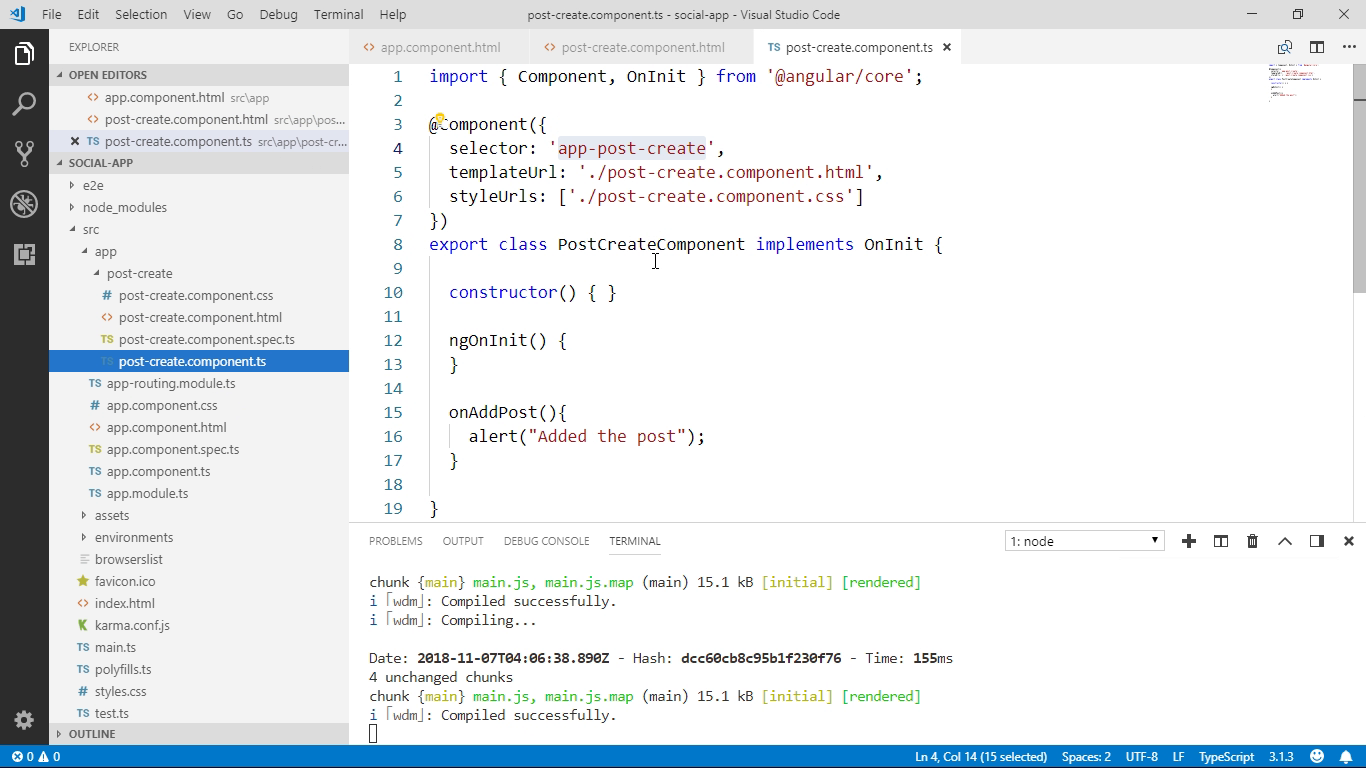 File Edit Selection View Go Debug Terminal Help
post-create.component.ts - social-app - Visual Studio Code
EXPLORER
OPEN EDITORS
app.component.html src\app
post-create.component.html src\app\pos...
TS post-create.component.ts src\app\post-cr...
SOCIAL-APP
e2e
node_modules
src
app
post-create
# post-create.component.css
<> post-create.component.html
TS post-create.component.spec.ts
TS post-create.component.ts
TS app-routing.module.ts
# app.component.css
<> app.component.html
TS app.component.spec.ts
TS app.component.ts
TS app.module.ts
assets
environments
browserslist
favicon.ico
<> index.html
karma.conf.js
TS main.ts
TS polyfills.ts
# styles.css
TS test.ts
OUTLINE
<> app.component.html
<> post-create.component.html
TS post-create.component.ts
1 import { Component, OnInit } from '@angular/core';
2
3 @Component({
4 selector: 'app-post-create',
5 templateUrl: './post-create.component.html',
6 styleUrls: ['./post-create.component.css']
7 })
8 export class PostCreateComponent implements OnInit {
9
10 constructor() { }
11
12 ngOnInit() {
13 }
14
15 onAddPost(){
16 alert("Added the post");
17 }
18
19 }
PROBLEMS OUTPUT DEBUG CONSOLE TERMINAL
1: node
chunk {main} main.js, main.js.map (main) 15.1 kB [initial] [rendered]
i ｢wdm｣: Compiled successfully.
i ｢wdm｣: Compiling...
Date: 2018-11-07T04:06:38.890Z - Hash: dcc60cb8c95b1f230f76 - Time: 155ms
4 unchanged chunks
chunk {main} main.js, main.js.map (main) 15.1 kB [initial] [rendered]
i ｢wdm｣: Compiled successfully.
0 0
Ln 4, Col 14 (15 selected) Spaces: 2 UTF-8 LF TypeScript 3.1.3